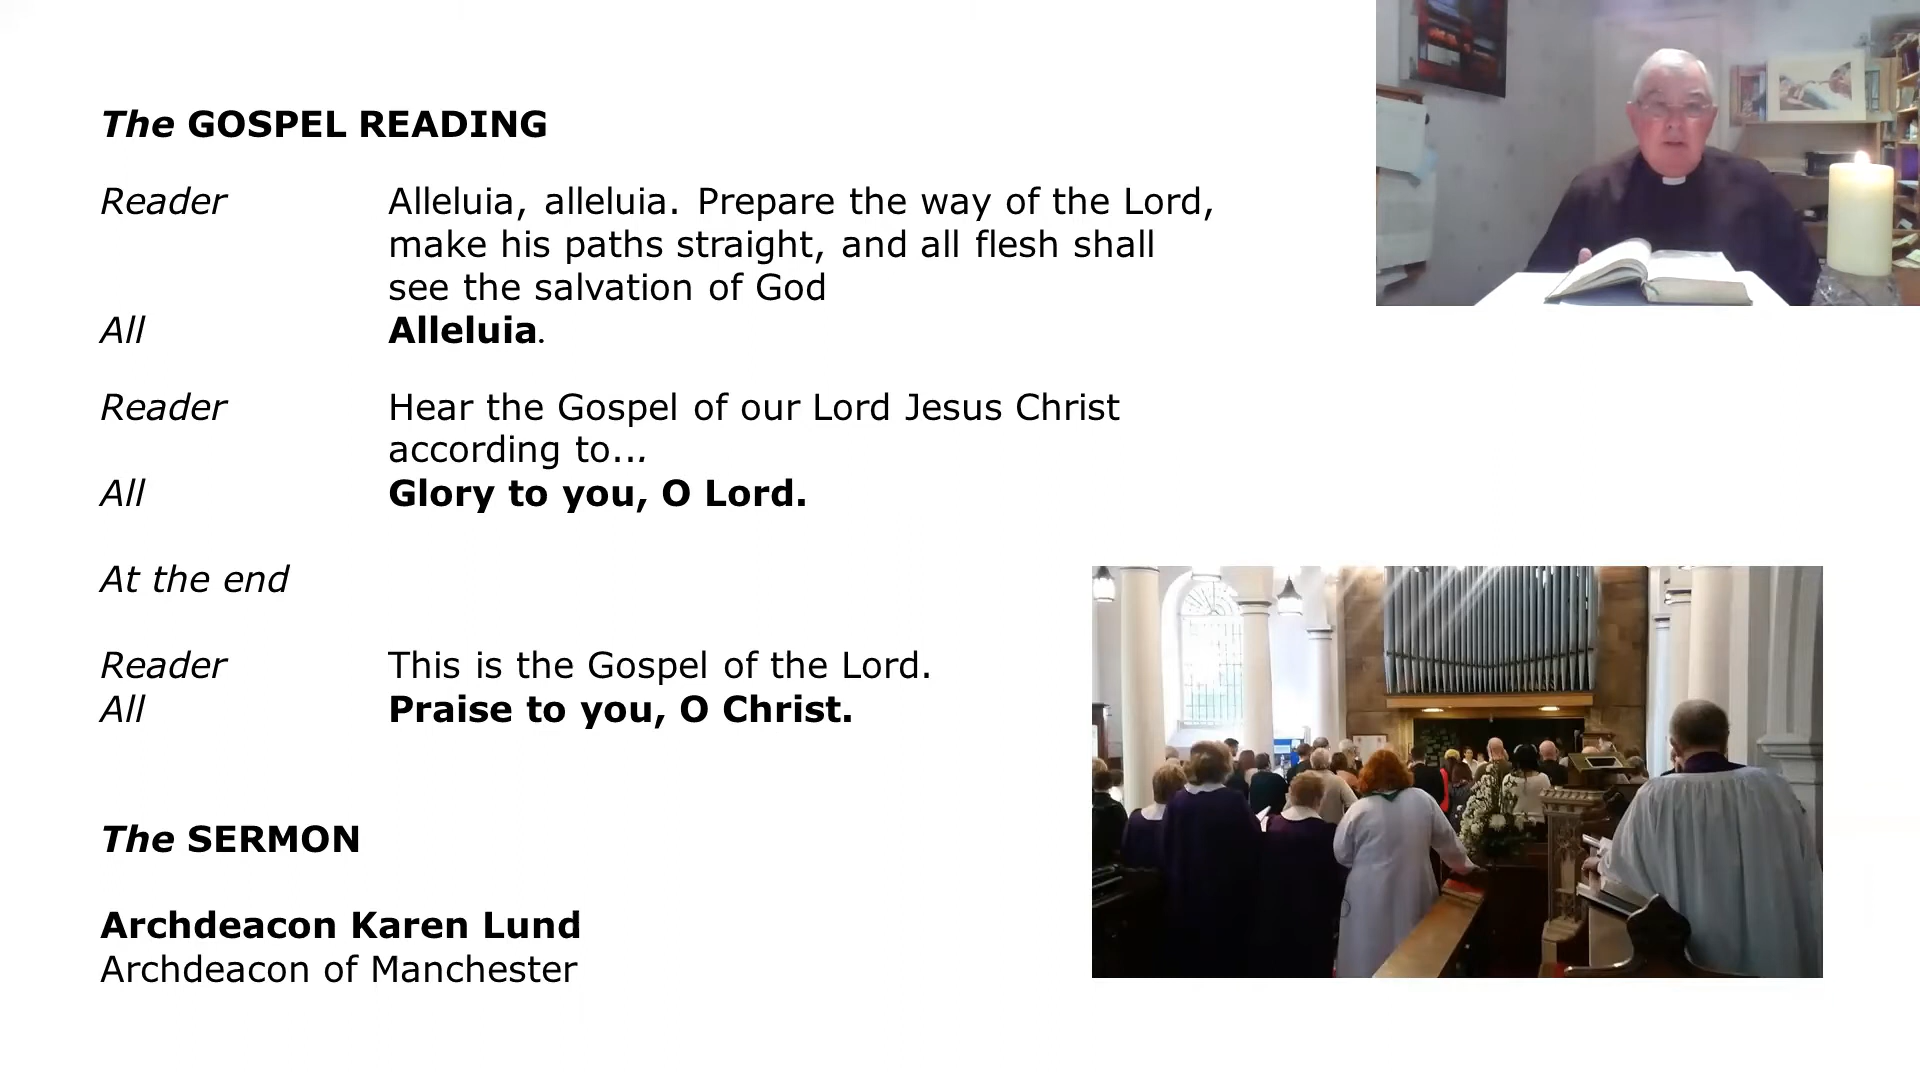 The GOSPEL READING
Reader Alleluia, alleluia. Prepare the way of the Lord,
make his paths straight, and all flesh shall
see the salvation of God
All Alleluia.
Reader Hear the Gospel of our Lord Jesus Christ
according to...
All Glory to you, O Lord.
At the end
Reader This is the Gospel of the Lord.
All Praise to you, O Christ.
The SERMON
Archdeacon Karen Lund
Archdeacon of Manchester